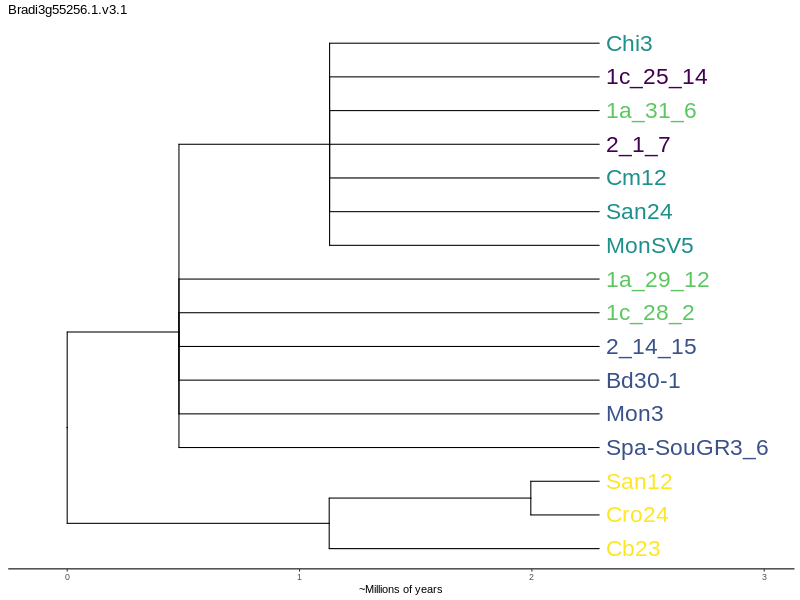 Bradi3g55256.1.v3.1
Chi3
1c_25_14
1a_31_6
2_1_7
Cm12
San24
MonSV5
1a_29_12
1c_28_2
2_14_15
Bd30-1
Mon3
Spa-SouGR3_6
San12
Cro24
Cb23
0 1 2 3
~Millions of years